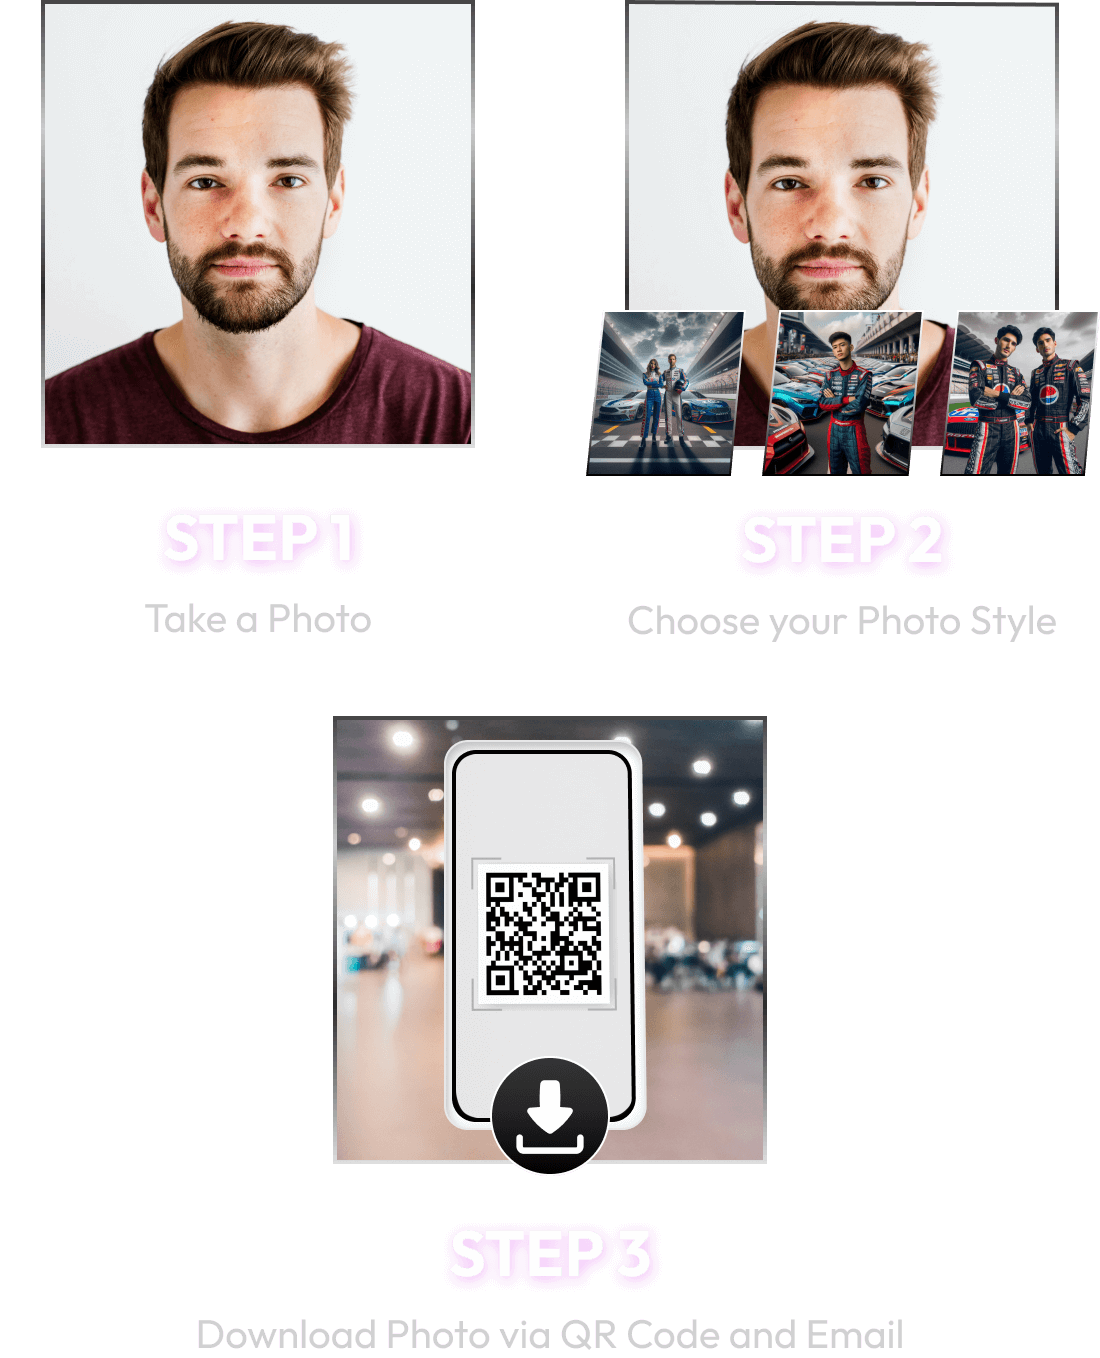 STEP 1
Take a Photo
STEP 2
Choose your Photo Style
STEP 3
Download Photo via QR Code and Email